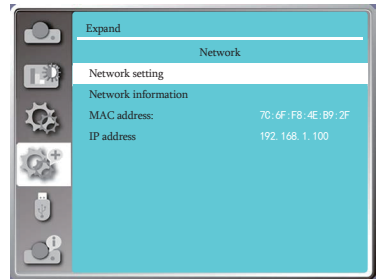 Expand
Network
Network setting
Network information
MAC address: 7C:6F:F8:4E:B9:2F
IP address 192.168.1.100